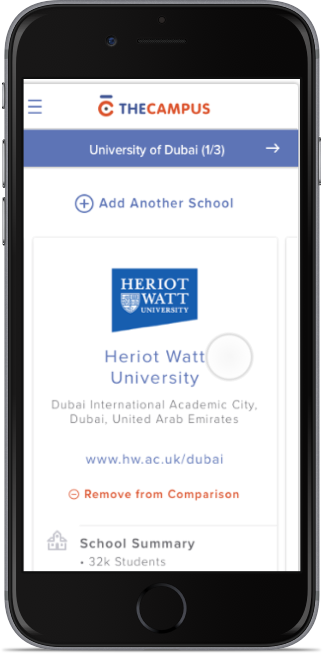 THECAMPUS
University of Dubai (1/3)
Add Another School
HERIOT
WATT
UNIVERSITY
Heriot Watt
University
Dubai International Academic City,
Dubai, United Arab Emirates
www.hw.ac.uk/dubai
Remove from Comparison
School Summary
• 32k Students